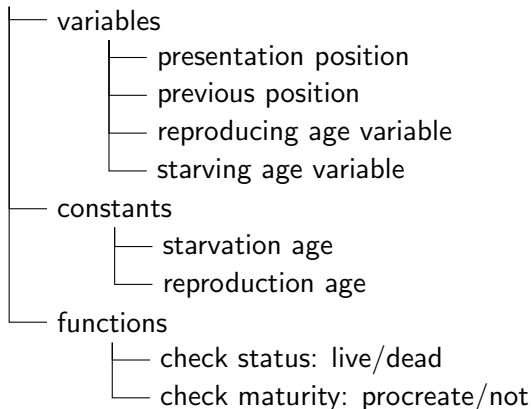 variables
presentation position
previous position
reproducing age variable
starving age variable
constants
starvation age
reproduction age
functions
check status: live/dead
check maturity: procreate/not